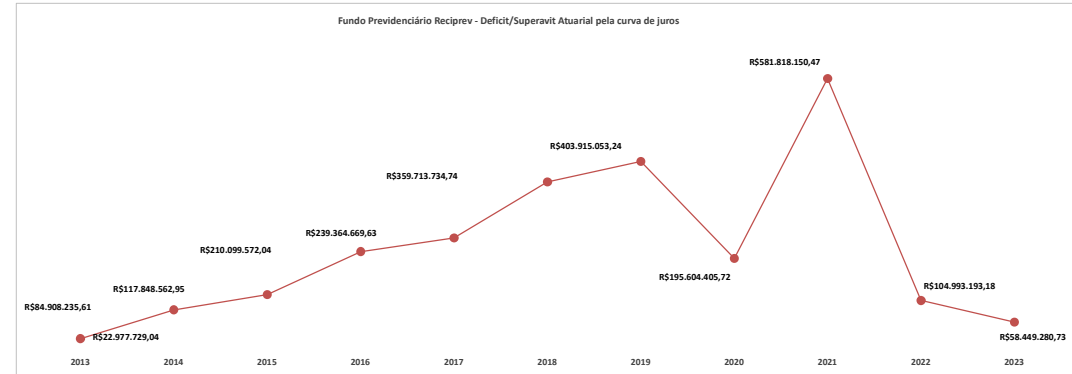 Fundo Previdenciário Reciprev - Deficit/Superavit Atuarial pela curva de juros
R$581.818.150,47
R$403.915.053,24
R$359.713.734,74
R$239.364.669,63
R$210.099.572,04
R$195.604.405,72
R$117.848.562,95
R$104.993.193,18
R$84.908.235,61
R$22.977.729,04
R$58.449.280,73
2013 2014 2015 2016 2017 2018 2019 2020 2021 2022 2023